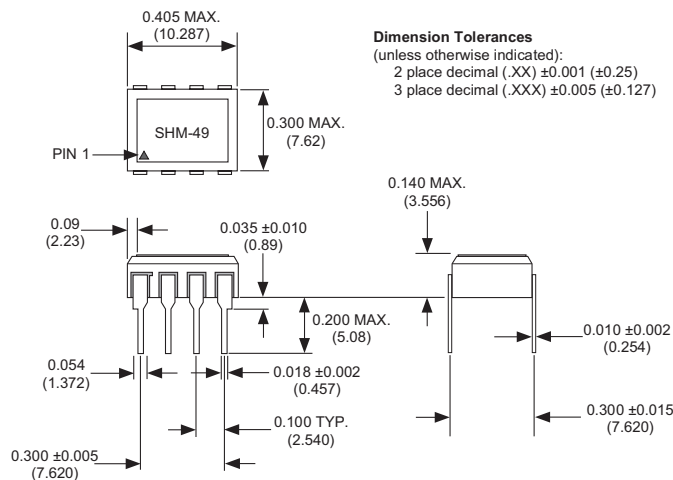 0.405 MAX.
(10.287)
Dimension Tolerances
(unless otherwise indicated):
2 place decimal (.XX) ±0.001 (±0.25)
3 place decimal (.XXX) ±0.005 (±0.127)
SHM-49
0.300 MAX.
(7.62)
PIN 1
0.140 MAX.
(3.556)
0.09
(2.23)
0.035 ±0.010
(0.89)
0.200 MAX.
(5.08)
0.010 ±0.002
(0.254)
0.054
(1.372)
0.018 ±0.002
(0.457)
0.100 TYP.
(2.540)
0.300 ±0.015
(7.620)
0.300 ±0.005
(7.620)